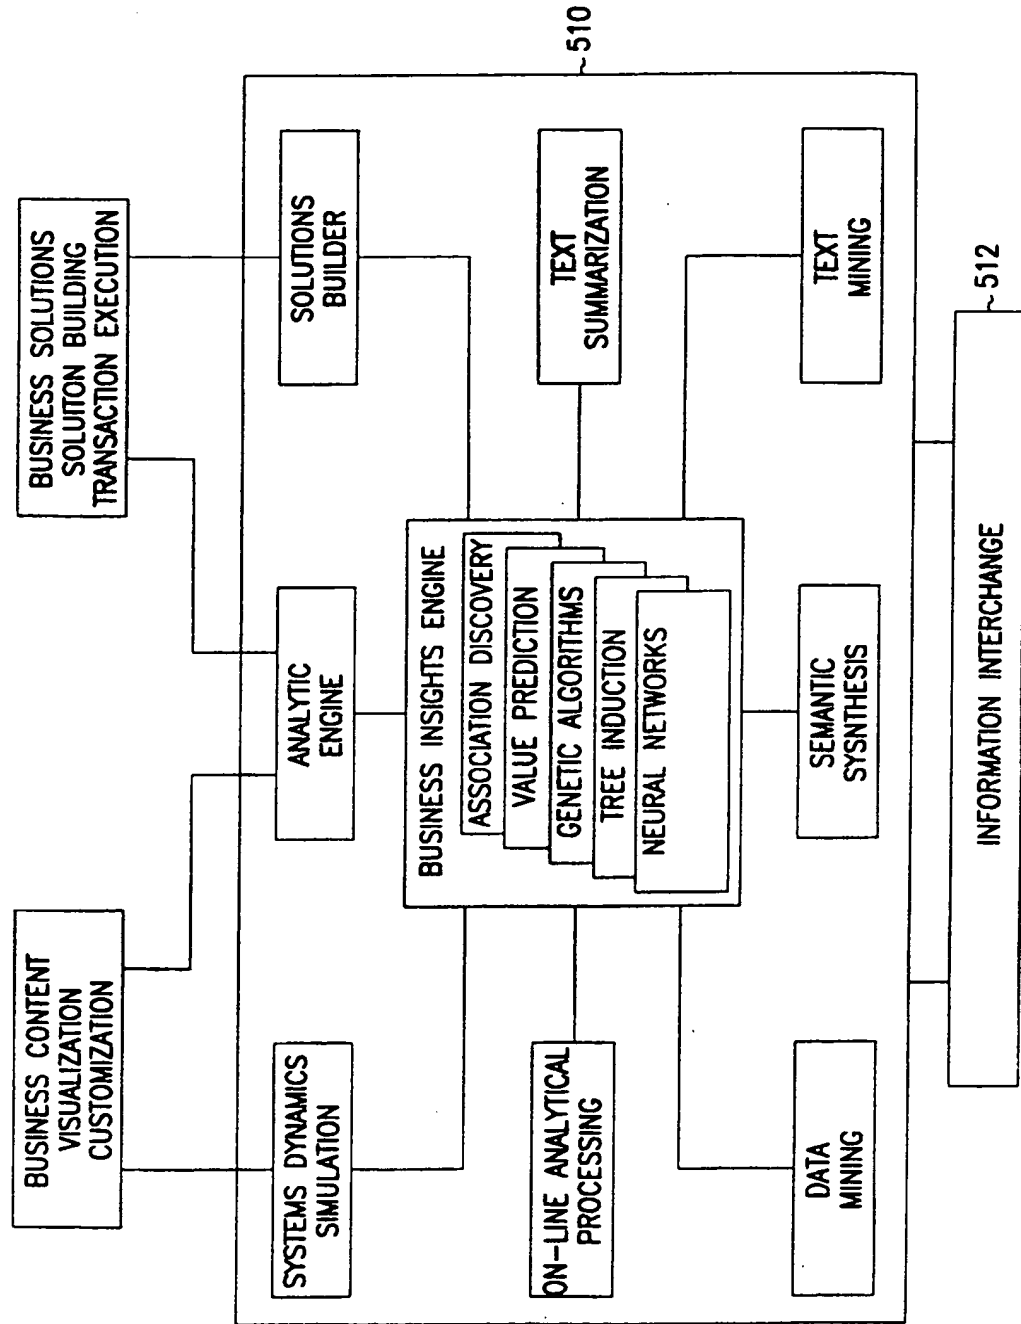 BUSINESS CONTENT
VISUALIZATION
CUSTOMIZATION
BUSINESS SOLUTIONS
SOLUITON BUILDING
TRANSACTION EXECUTION
510
SYSTEMS DYNAMICS
SIMULATION
ANALYTIC
ENGINE
SOLUTIONS
BUILDER
BUSINESS INSIGHTS ENGINE
ASSOCIATION DISCOVERY
VALUE PREDICTION
GENETIC ALGORITHMS
TREE INDUCTION
NEURAL NETWORKS
ON-LINE ANALYTICAL
PROCESSING
TEXT
SUMMARIZATION
DATA
MINING
SEMANTIC
SYSNTHESIS
TEXT
MINING
512
INFORMATION INTERCHANGE